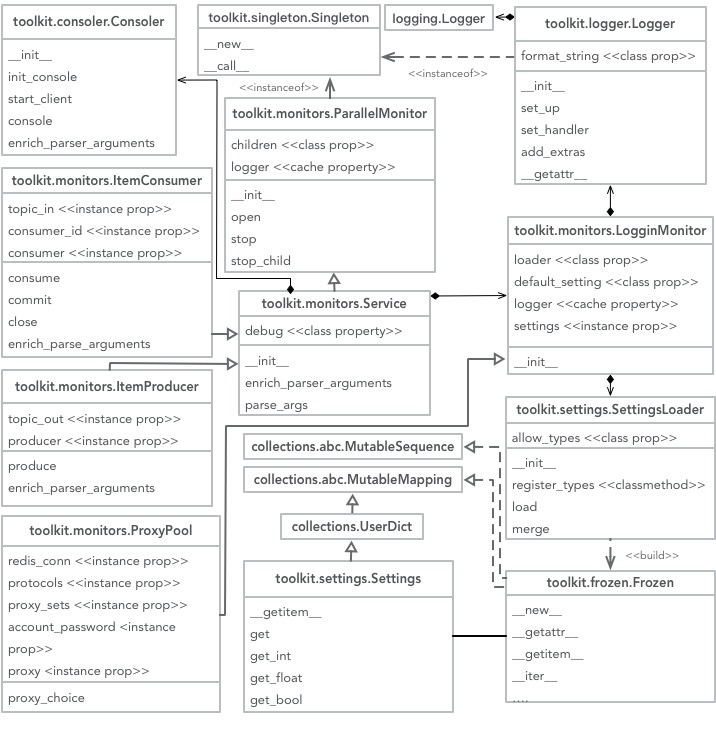 toolkit.consoler.Consoler
__init__
init_console
start_client
console
enrich_parser_arguments
toolkit.singleton.Singleton
__new__
__call__
<<instanceof>>
<<instanceof>>
logging.Logger
toolkit.logger.Logger
format_string <<class prop>>
__init__
set_up
set_handler
add_extras
__getattr__
toolkit.monitors.ParallelMonitor
children <<class prop>>
logger <<cache property>>
__init__
open
stop
stop_child
toolkit.monitors.ItemConsumer
topic_in <<instance prop>>
consumer_id <<instance prop>>
consumer <<instance prop>>
consume
commit
close
enrich_parse_arguments
toolkit.monitors.LogginMonitor
loader <<class prop>>
default_setting <<class prop>>
logger <<cache property>>
settings <<instance prop>>
__init__
toolkit.monitors.Service
debug <<class property>>
__init__
enrich_parser_arguments
parse_args
toolkit.monitors.ItemProducer
topic_out <<instance prop>>
producer <<instance prop>>
produce
enrich_parser_arguments
toolkit.settings.SettingsLoader
allow_types <<class prop>>
__init__
register_types <<classmethod>>
load
merge
<<build>>
collections.abc.MutableSequence
collections.abc.MutableMapping
collections.UserDict
toolkit.monitors.ProxyPool
redis_conn <<instance prop>>
protocols <<instance prop>>
proxy_sets <<instance prop>>
account_password <instance
prop>>
proxy <instance prop>>
proxy_choice
toolkit.settings.Settings
__getitem__
get
get_int
get_float
get_bool
toolkit.frozen.Frozen
__new__
__getattr__
__getitem__
__iter__
....